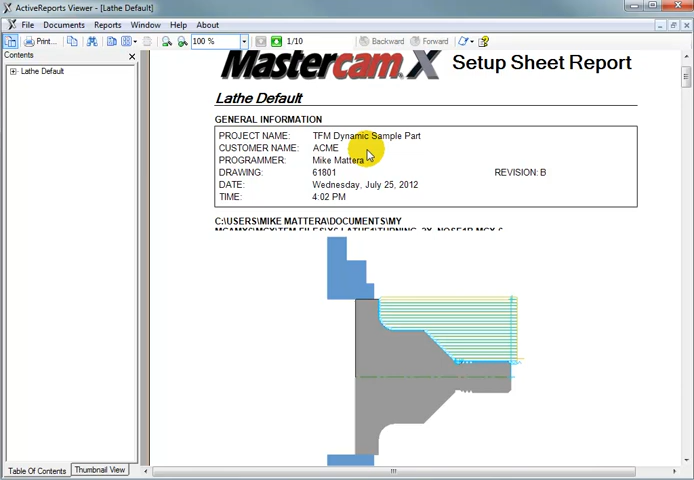 ActiveReports Viewer - [Lathe Default]
File Documents Reports Window Help About
Print... 100 % 1/10 Backward Forward
Contents
Lathe Default
Mastercam X Setup Sheet Report
Lathe Default
GENERAL INFORMATION
PROJECT NAME: TFM Dynamic Sample Part
CUSTOMER NAME: ACME
PROGRAMMER: Mike Mattera
DRAWING: 61801 REVISION: B
DATE: Wednesday, July 25, 2012
TIME: 4:02 PM
C:\USERS\MIKE MATTERA\DOCUMENTS\MY
Table Of Contents Thumbnail View